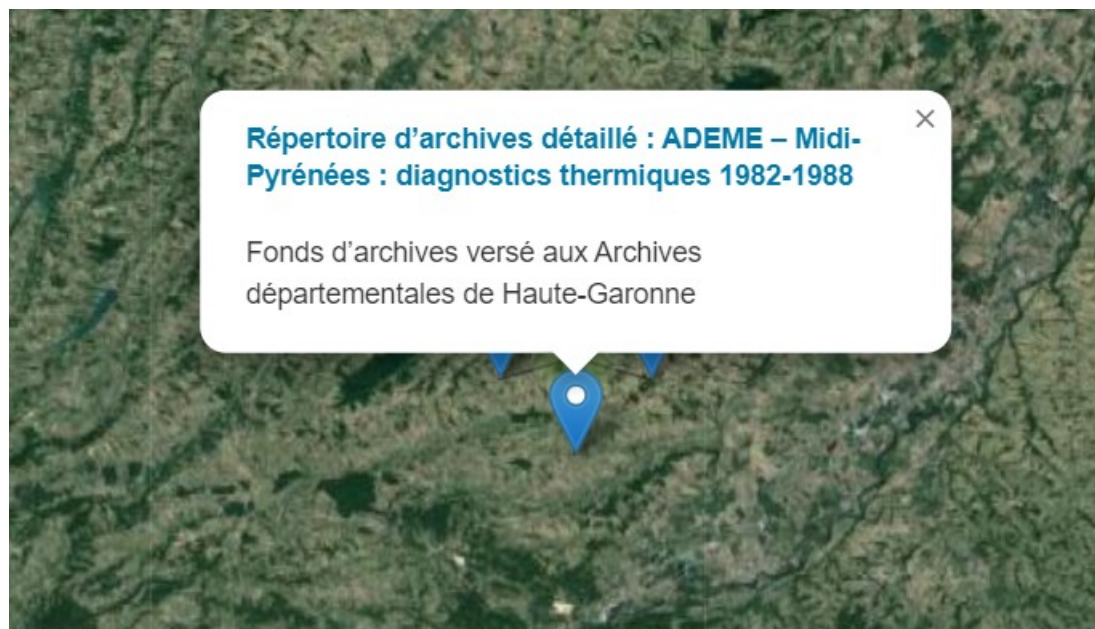 Répertoire d’archives détaillé : ADEME – Midi-
Pyrénées : diagnostics thermiques 1982-1988
Fonds d’archives versé aux Archives
départementales de Haute-Garonne